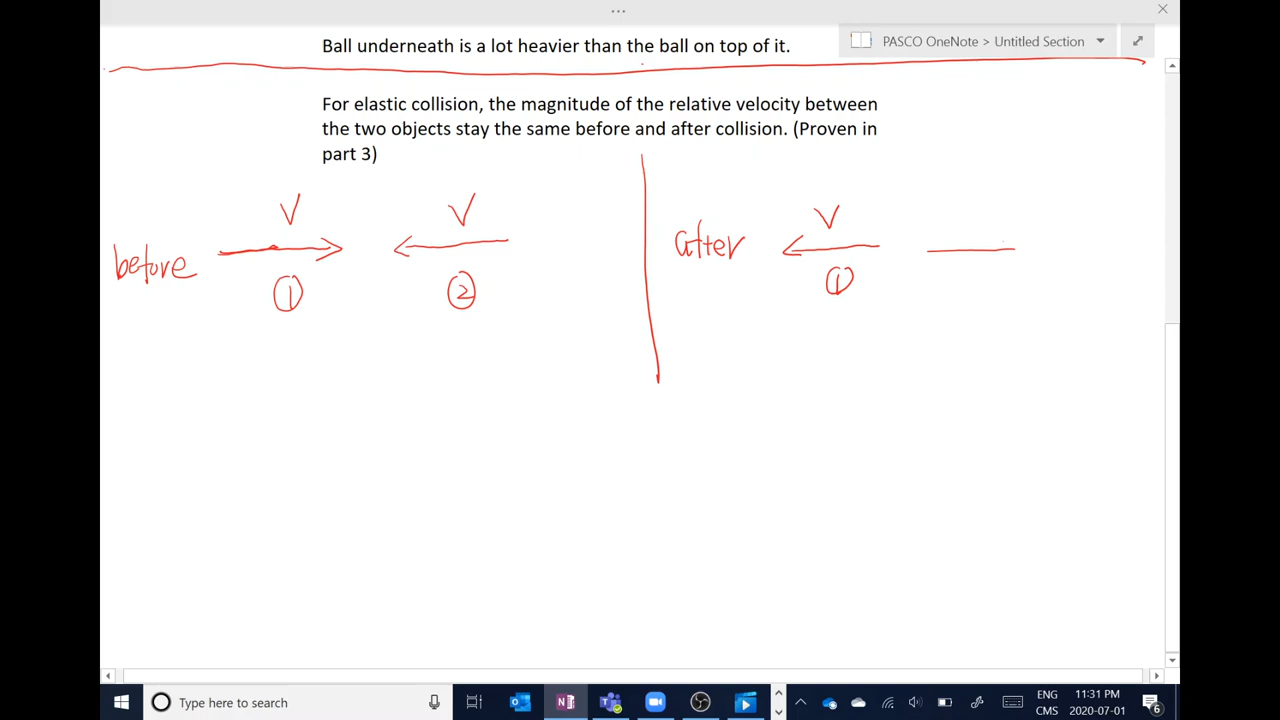 ...
Ball underneath is a lot heavier than the ball on top of it.
PASCO OneNote > Untitled Section
For elastic collision, the magnitude of the relative velocity between
the two objects stay the same before and after collision. (Proven in
part 3)
V V
before
① ②
V
after
①
Type here to search
ENG
CMS
11:31 PM
2020-07-01
6